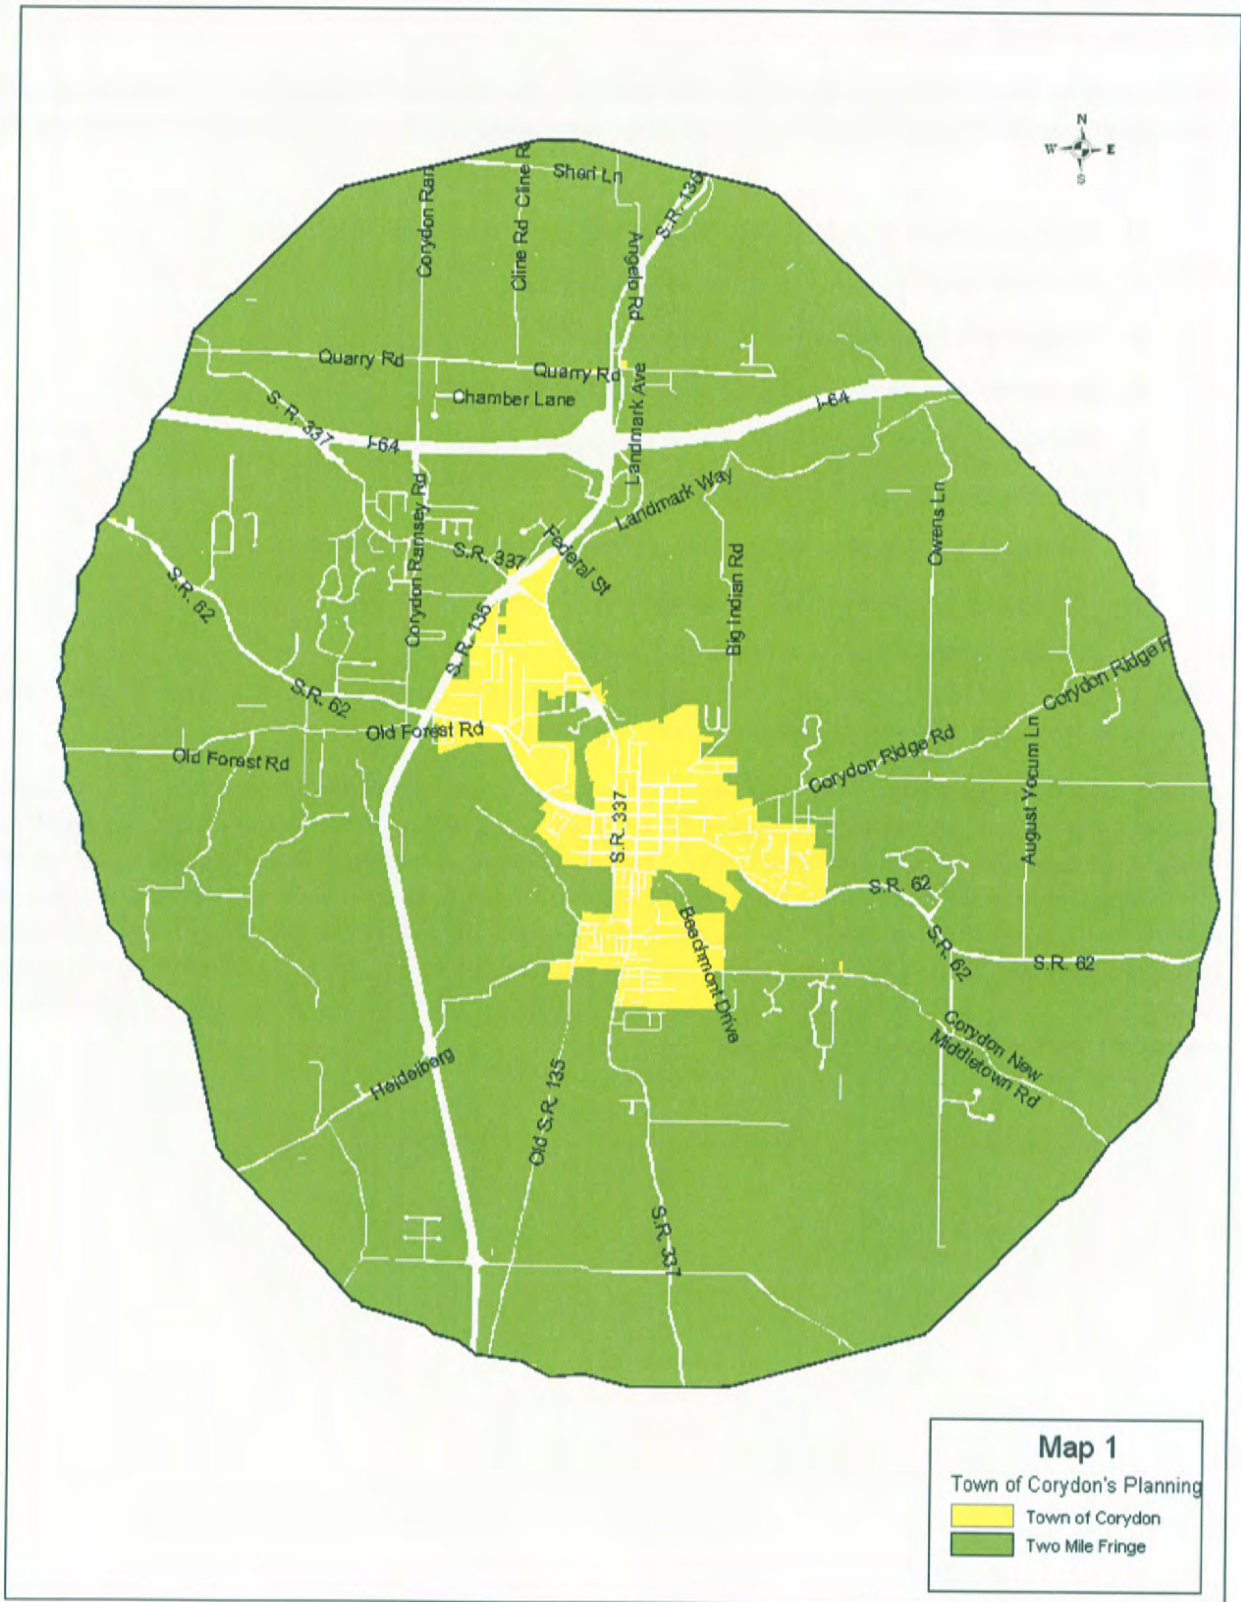 N
W E
S
Sheri Ln
Cline R
Corydon Ran
Cline Rd
S.R. 135
Angelo Rd
Quarry Rd
Quarry Rd
Chamber Lane
Landmark Ave
S. R. 337
I-64
I-64
Landmark Way
Corydon Ramsey Rd
Federal St
S.R. 337
Owens Ln
Big Indian Rd
S.R. 62
S. R. 135
Corydon Ridge R
S.R. 62
Old Forest Rd
Old Forest Rd
Corydon Ridge Rd
August Yocum Ln
S.R. 337
S.R. 62
Beechmont Drive
S.R. 62
S.R. 62
Corydon New
Middletown Rd
Heidelberg
Old S.R. 135
S.R. 337
Map 1
Town of Corydon's Planning
Town of Corydon
Two Mile Fringe